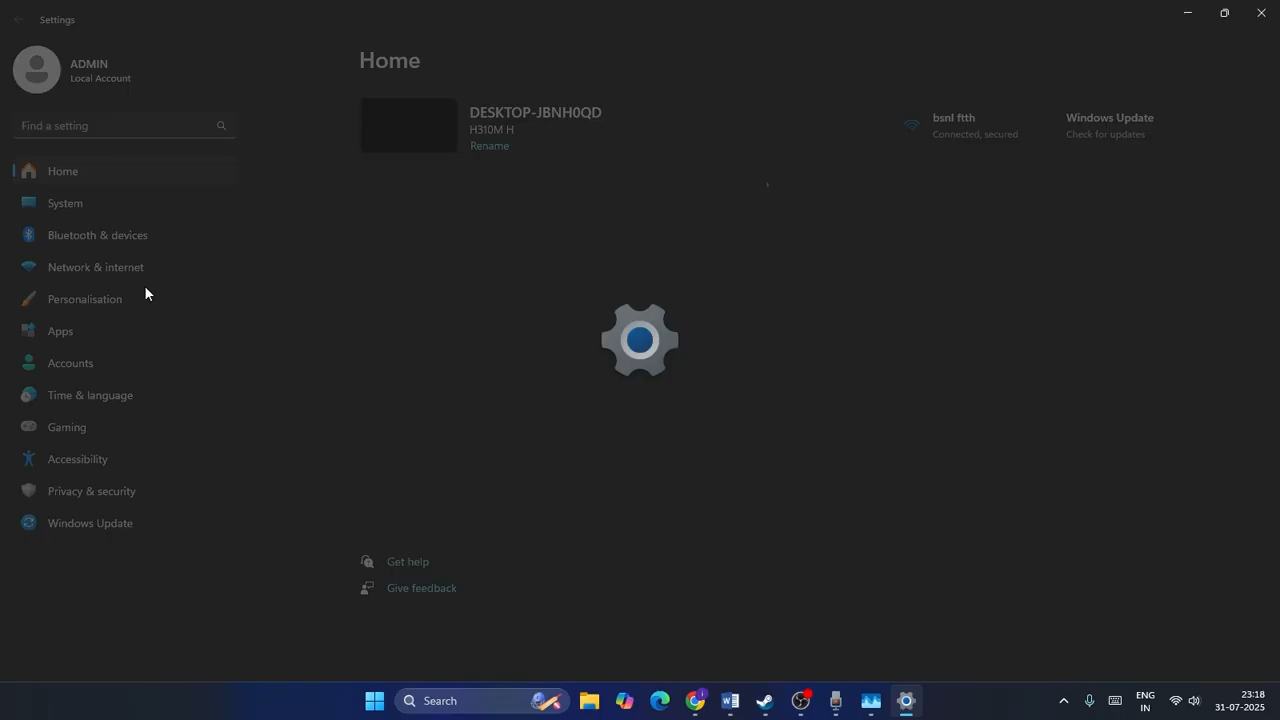 Settings
ADMIN
Local Account
Find a setting
Home
System
Bluetooth & devices
Network & internet
Personalisation
Apps
Accounts
Time & language
Gaming
Accessibility
Privacy & security
Windows Update
Home
DESKTOP-JBNH0QD
H310M H
Rename
bsnl ftth
Connected, secured
Windows Update
Check for updates
Get help
Give feedback
Search
ENG
IN
23:18
31-07-2025